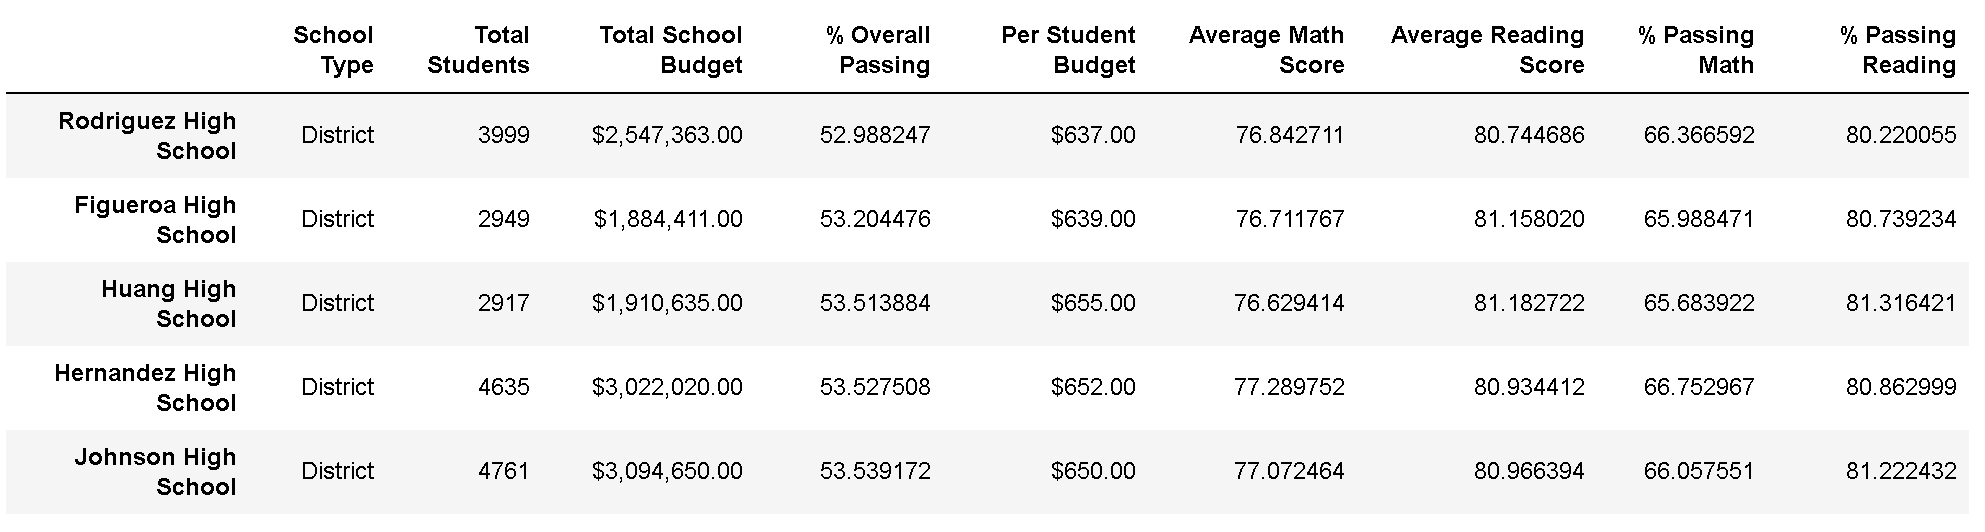 School Type Total Students Total School Budget % Overall Passing Per Student Budget Average Math Score Average Reading Score % Passing Math % Passing Reading
Rodriguez High School District 3999 $2,547,363.00 52.988247 $637.00 76.842711 80.744686 66.366592 80.220055
Figueroa High School District 2949 $1,884,411.00 53.204476 $639.00 76.711767 81.158020 65.988471 80.739234
Huang High School District 2917 $1,910,635.00 53.513884 $655.00 76.629414 81.182722 65.683922 81.316421
Hernandez High School District 4635 $3,022,020.00 53.527508 $652.00 77.289752 80.934412 66.752967 80.862999
Johnson High School District 4761 $3,094,650.00 53.539172 $650.00 77.072464 80.966394 66.057551 81.222432